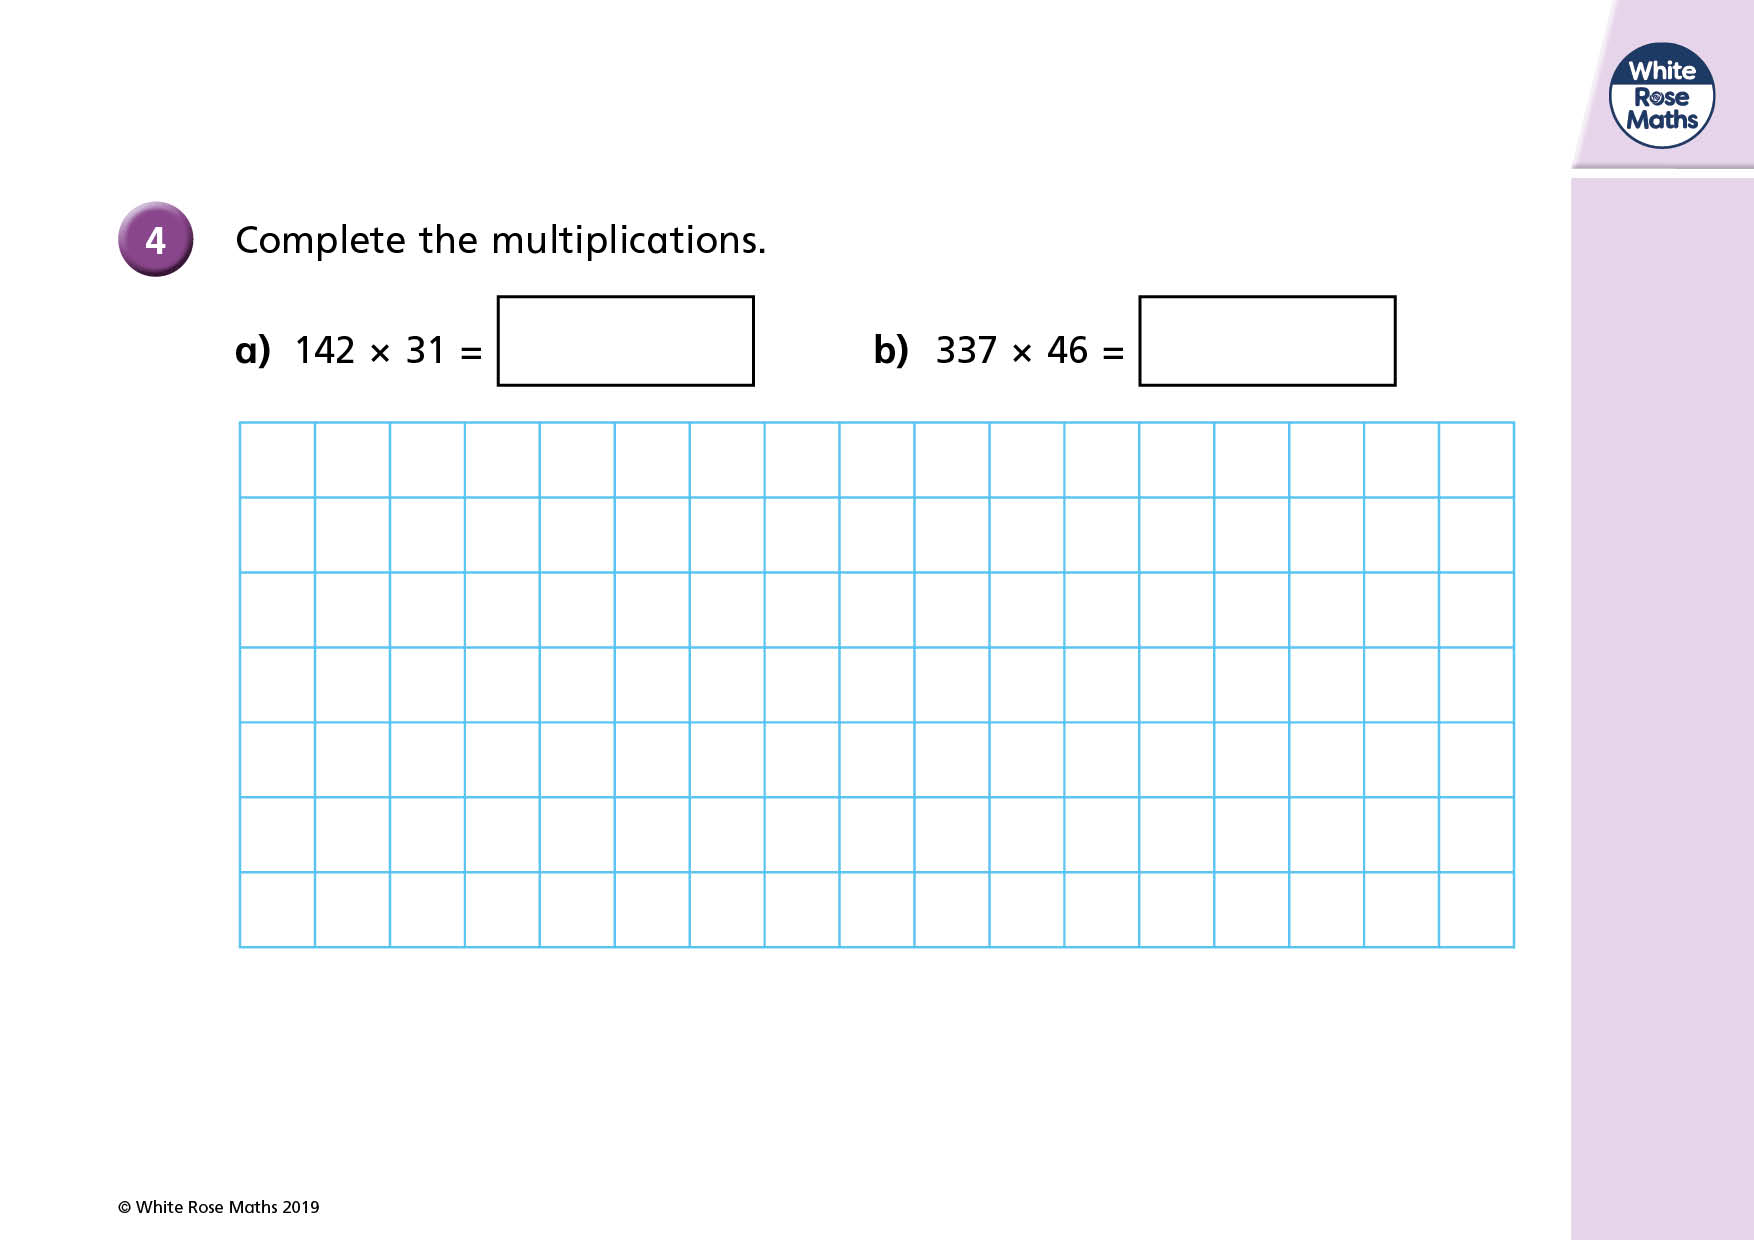 White
Rose
Maths
4 Complete the multiplications.
a) 142 × 31 = b) 337 × 46 =
© White Rose Maths 2019